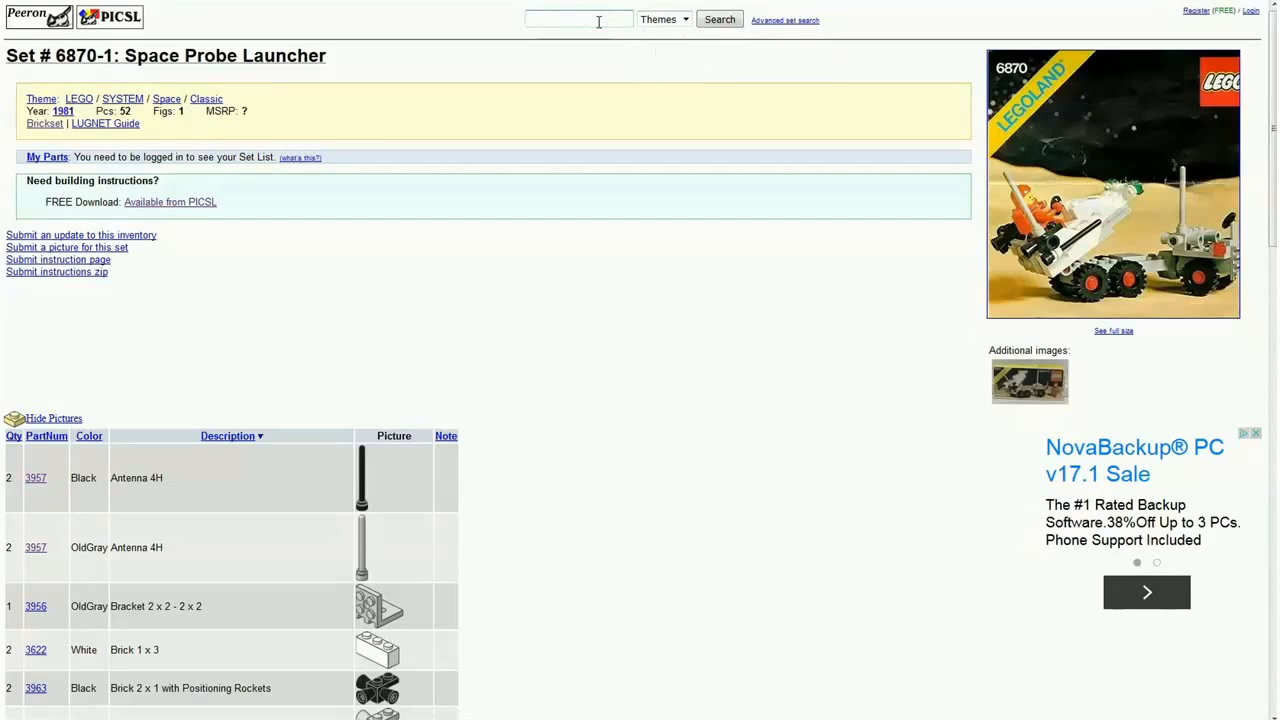 Peeron
PICSL
Themes
Search
Advanced set search
Register (FREE) / Login
Set # 6870-1: Space Probe Launcher
Theme: LEGO / SYSTEM / Space / Classic
Year: 1981 Pcs: 52 Figs: 1 MSRP: ?
Brickset | LUGNET Guide
My Parts: You need to be logged in to see your Set List. (what's this?)
Need building instructions?
FREE Download: Available from PICSL
Submit an update to this inventory
Submit a picture for this set
Submit instruction page
Submit instructions zip
6870
LEGOLAND
LEGO
See full size
Additional images:
Hide Pictures
Qty PartNum Color Description Picture Note
2 3957 Black Antenna 4H
2 3957 OldGray Antenna 4H
1 3956 OldGray Bracket 2 x 2 - 2 x 2
2 3622 White Brick 1 x 3
2 3963 Black Brick 2 x 1 with Positioning Rockets
NovaBackup® PC
v17.1 Sale
The #1 Rated Backup
Software.38%Off Up to 3 PCs.
Phone Support Included